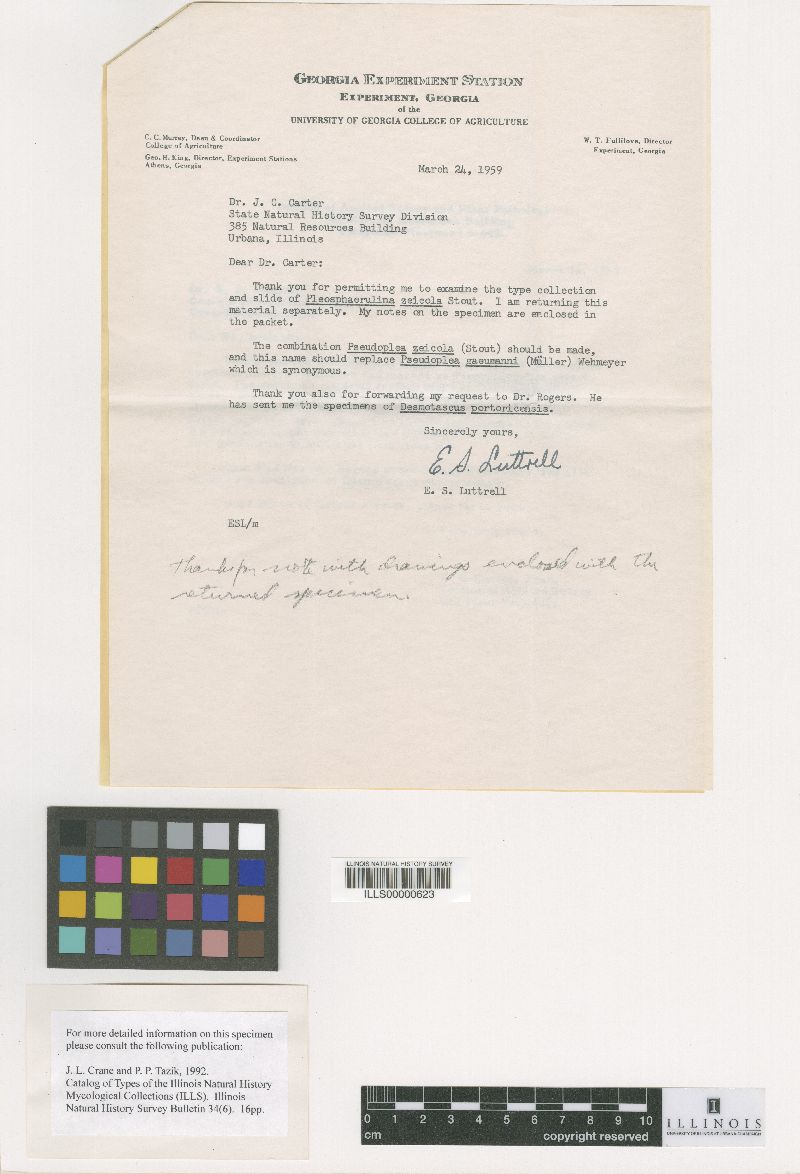 GEORGIA EXPERIMENT STATION
EXPERIMENT, GEORGIA
of the
UNIVERSITY OF GEORGIA COLLEGE OF AGRICULTURE
C. C. Murray, Dean & Coordinator
College of Agriculture
Geo. H. King, Director, Experiment Stations
Athens, Georgia
W. T. Fullilove, Director
Experiment, Georgia
March 24, 1959
Dr. J. C. Carter
State Natural History Survey Division
385 Natural Resources Building
Urbana, Illinois
Dear Dr. Carter:
Thank you for permitting me to examine the type collection
and slide of Pleosphaerulina zeicola Stout. I am returning this
material separately. My notes on the specimen are enclosed in
the packet.
The combination Pseudoplea zeicola (Stout) should be made,
and this name should replace Pseudoplea gaeumanni (Müller) Wehmeyer
which is synonymous.
Thank you also for forwarding my request to Dr. Rogers. He
has sent me the specimens of Desmotascus portoricensis.
Sincerely yours,
E. S. Luttrell
E. S. Luttrell
ESL/m
Thanks for note with drawings enclosed with the
returned specimen.
ILLINOIS NATURAL HISTORY SURVEY
ILLS00000623
For more detailed information on this specimen
please consult the following publication:
J. L. Crane and P. P. Tazik, 1992.
Catalog of Types of the Illinois Natural History
Mycological Collections (ILLS). Illinois
Natural History Survey Bulletin 34(6). 16pp.
0 1 2 3 4 5 6 7 8 9 10
cm copyright reserved
I
ILLINOIS
UNIVERSITY OF ILLINOIS AT URBANA-CHAMPAIGN